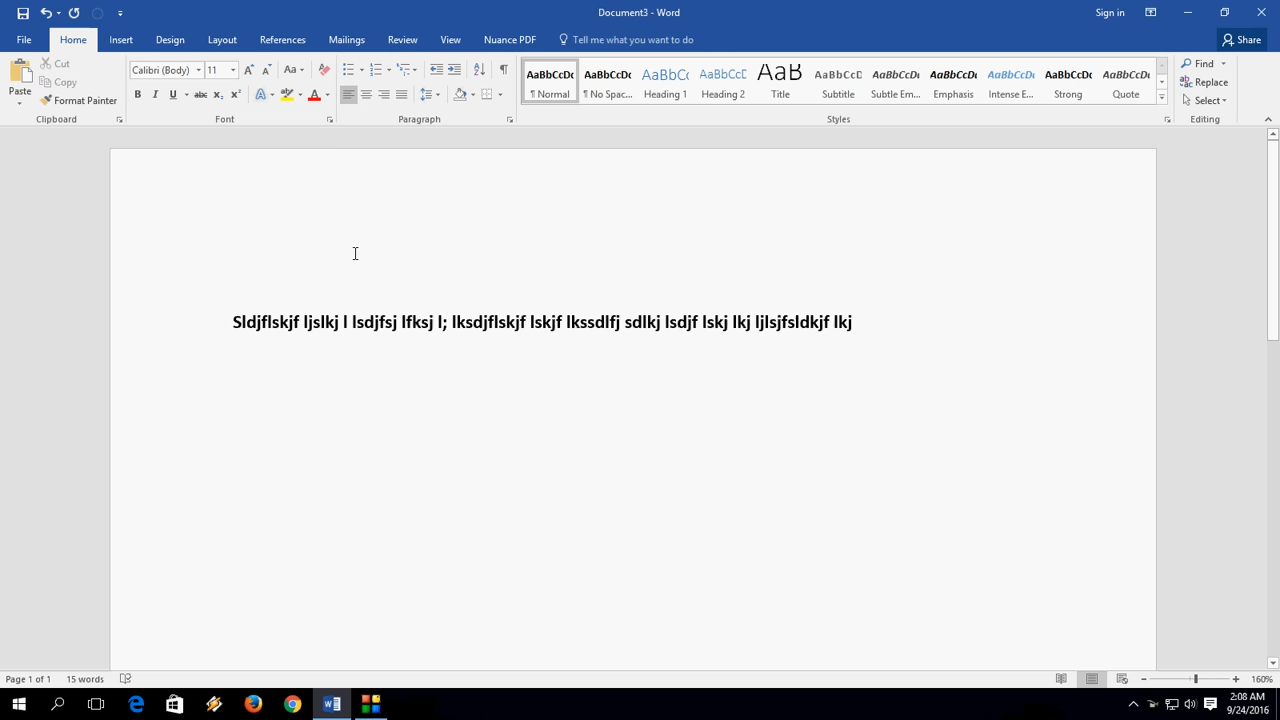 Document3 - Word
Sign in
File Home Insert Design Layout References Mailings Review View Nuance PDF Tell me what you want to do Share
Paste
Cut
Copy
Format Painter
Clipboard
Calibri (Body) 11
Font
Paragraph
AaBbCcDc AaBbCcDc AaBbCc AaBbCcD AaB AaBbCcD AaBbCcDc AaBbCcDc AaBbCcDc AaBbCcDc AaBbCcDc
¶ Normal ¶ No Spac... Heading 1 Heading 2 Title Subtitle Subtle Em... Emphasis Intense E... Strong Quote
Styles
Find
Replace
Select
Editing
Sldjflskjf ljslkj l lsdjfsj lfksj l; lksdjflskjf lskjf lkssdlfj sdlkj lsdjf lskj lkj ljlsjfsldkjf lkj
Page 1 of 1 15 words
160%
2:08 AM
9/24/2016